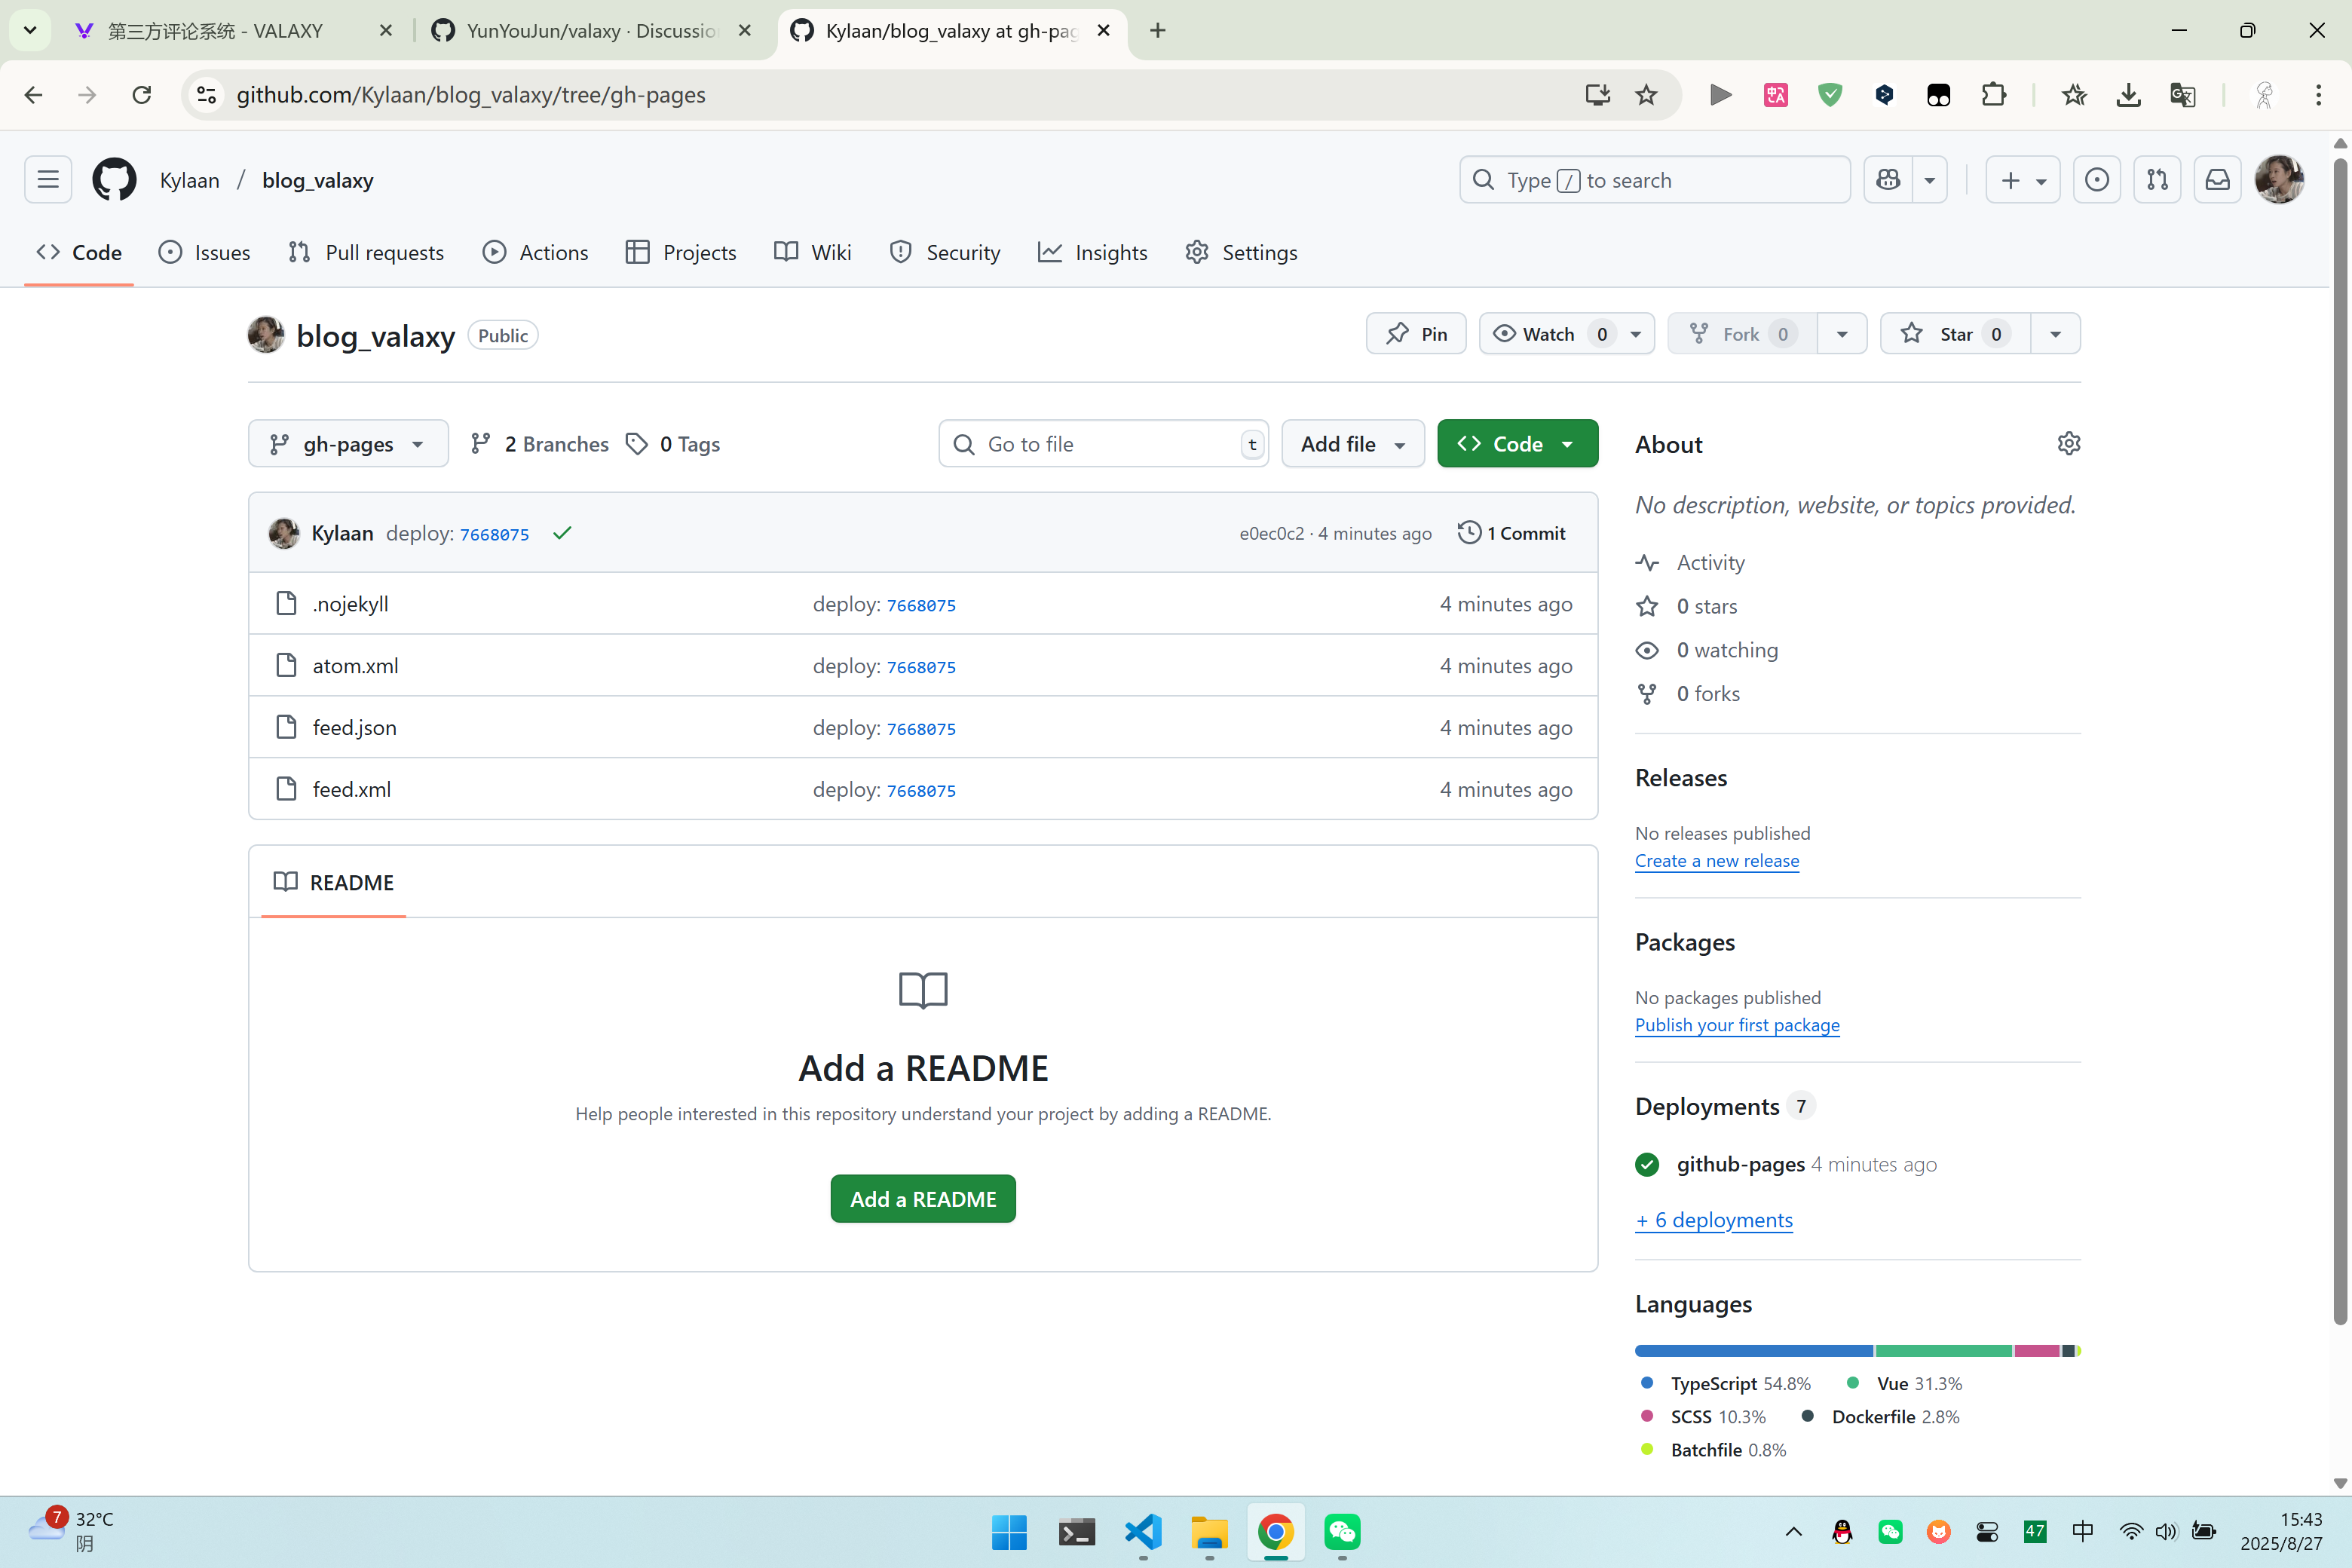 第三方评论系统 - VALAXY
YunYouJun/valaxy · Discussio
Kylaan/blog_valaxy at gh-pag
github.com/Kylaan/blog_valaxy/tree/gh-pages
Kylaan / blog_valaxy
Type / to search
Code
Issues
Pull requests
Actions
Projects
Wiki
Security
Insights
Settings
blog_valaxy Public
Pin
Watch 0
Fork 0
Star 0
gh-pages
2 Branches
0 Tags
Go to file t
Add file
Code
Kylaan deploy: 7668075
e0ec0c2 · 4 minutes ago
1 Commit
.nojekyll deploy: 7668075 4 minutes ago
atom.xml deploy: 7668075 4 minutes ago
feed.json deploy: 7668075 4 minutes ago
feed.xml deploy: 7668075 4 minutes ago
README
Add a README
Help people interested in this repository understand your project by adding a README.
Add a README
About
No description, website, or topics provided.
Activity
0 stars
0 watching
0 forks
Releases
No releases published
Create a new release
Packages
No packages published
Publish your first package
Deployments 7
github-pages 4 minutes ago
+ 6 deployments
Languages
TypeScript 54.8% Vue 31.3%
SCSS 10.3% Dockerfile 2.8%
Batchfile 0.8%
7
32°C
阴
47
中
15:43
2025/8/27